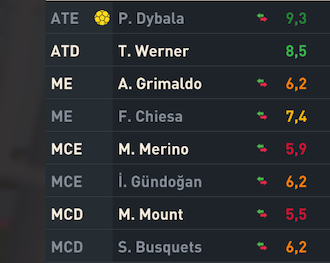 ATE P. Dybala 9,3
ATD T. Werner 8,5
ME A. Grimaldo 6,2
ME F. Chiesa 7,4
MCE M. Merino 5,9
MCE İ. Gündoğan 6,2
MCD M. Mount 5,5
MCD S. Busquets 6,2